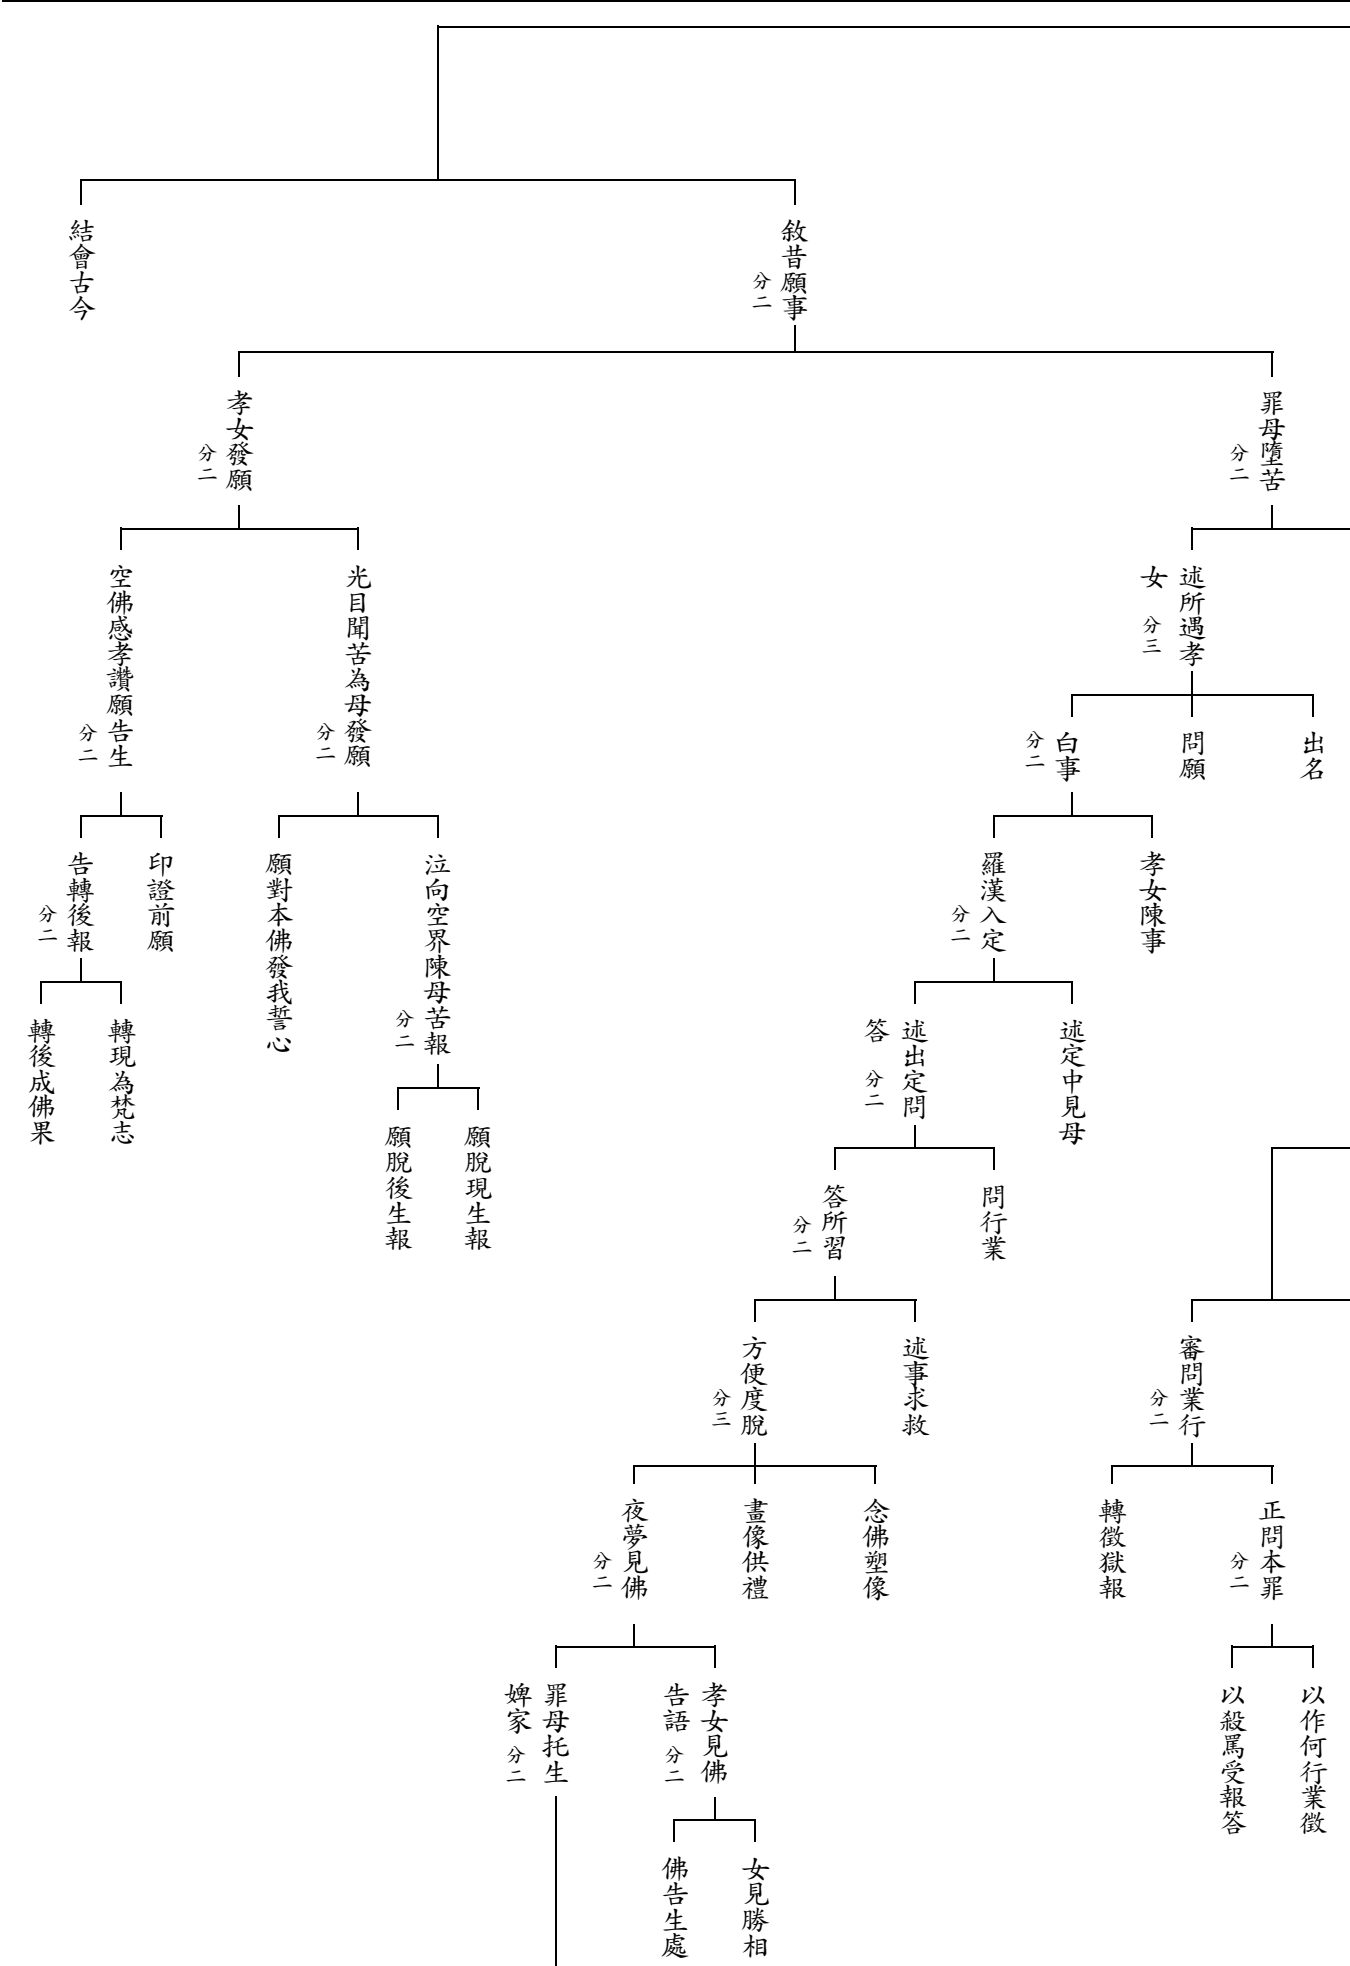 敘昔願事
分二
結會古今
罪母墮苦
分二
孝女發願
分二
述所遇孝
女 分三
光目聞苦為母發願
分二
空佛感孝讚願告生
分二
出名
問願
白事
分二
孝女陳事
羅漢入定
分二
泣向空界陳母苦報
分二
願對本佛發我誓心
印證前願
告轉後報
分二
述定中見母
述出定問
答 分二
轉現為梵志
轉後成佛果
願脫現生報
願脫後生報
問行業
答所習
分二
審問業行
分二
述事求救
方便度脫
分三
正問本罪
分二
轉徵獄報
念佛塑像
畫像供禮
夜夢見佛
分二
以作何行業徵
以殺罵受報答
孝女見佛
告語 分二
罪母托生
婢家 分二
女見勝相
佛告生處